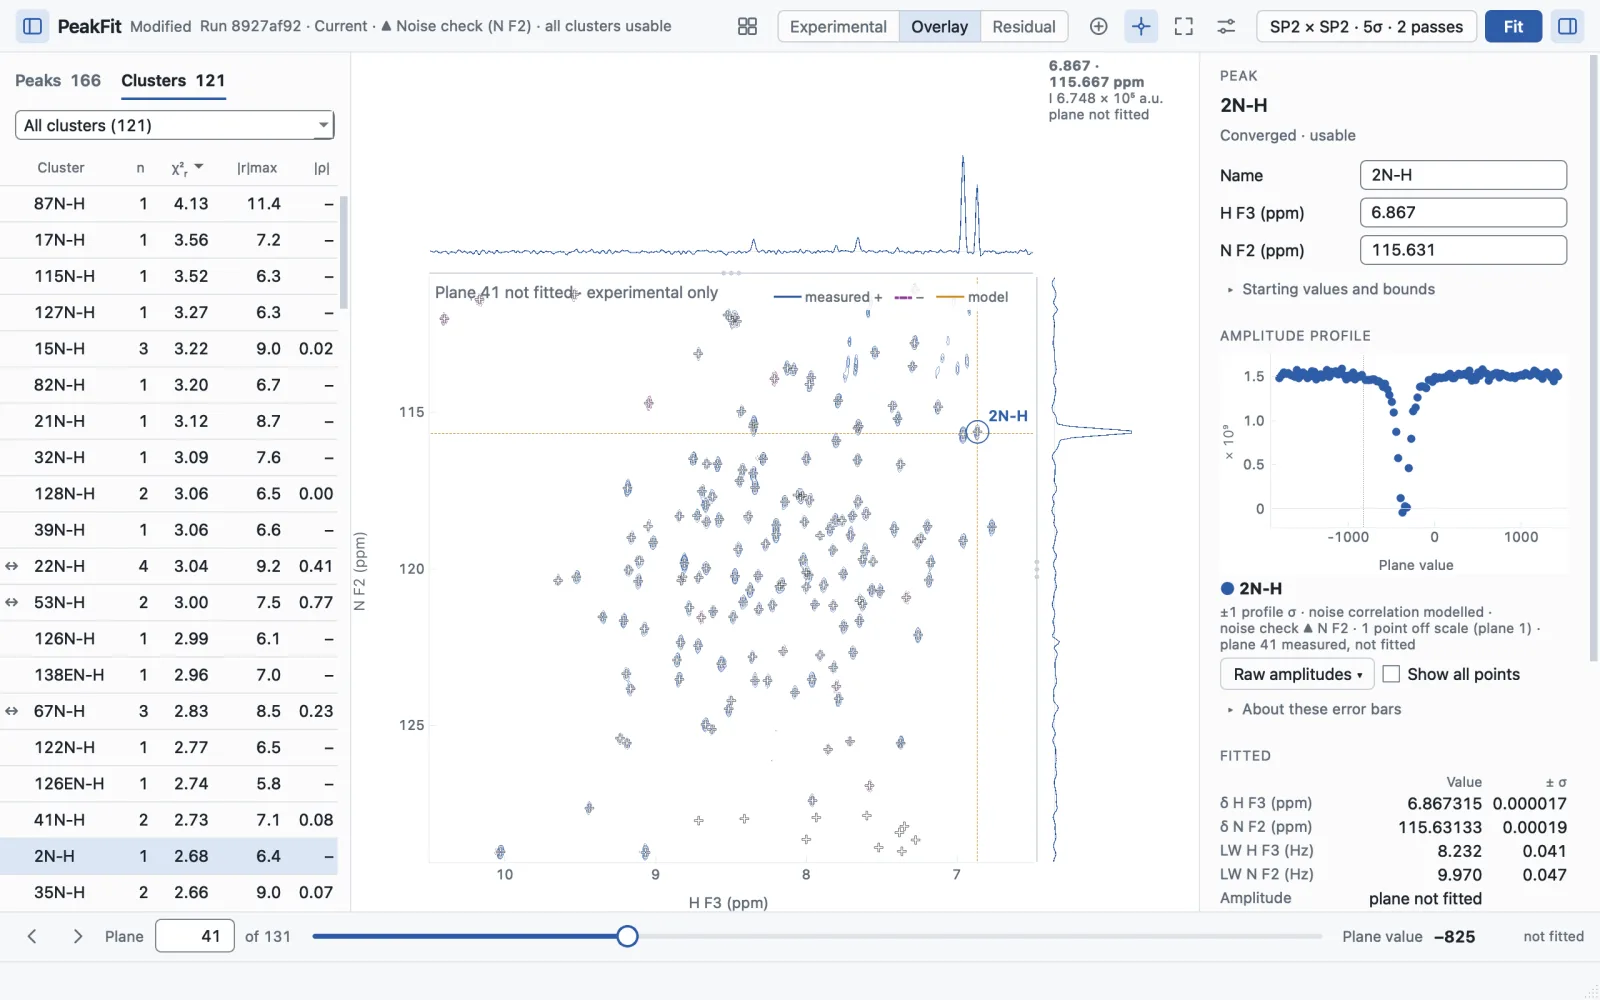 PeakFit Modified Run 8927af92 · Current · ▲ Noise check (N F2) · all clusters usable
Experimental Overlay Residual
SP2 × SP2 · 5σ · 2 passes Fit
Peaks 166 Clusters 121
All clusters (121)
Cluster n χ²r |r|max |ρ|
87N-H 1 4.13 11.4 –
17N-H 1 3.56 7.2 –
115N-H 1 3.52 6.3 –
127N-H 1 3.27 6.3 –
15N-H 3 3.22 9.0 0.02
82N-H 1 3.20 6.7 –
21N-H 1 3.12 8.7 –
32N-H 1 3.09 7.6 –
128N-H 2 3.06 6.5 0.00
39N-H 1 3.06 6.6 –
↔ 22N-H 4 3.04 9.2 0.41
↔ 53N-H 2 3.00 7.5 0.77
126N-H 1 2.99 6.1 –
138EN-H 1 2.96 7.0 –
↔ 67N-H 3 2.83 8.5 0.23
122N-H 1 2.77 6.5 –
126EN-H 1 2.74 5.8 –
41N-H 2 2.73 7.1 0.08
2N-H 1 2.68 6.4 –
35N-H 2 2.66 9.0 0.07
6.867 ·
115.667 ppm
I 6.748 × 10⁶ a.u.
plane not fitted
Plane 41 not fitted · experimental only
measured + – model
2N-H
115
120
125
N F2 (ppm)
10 9 8 7
H F3 (ppm)
PEAK
2N-H
Converged · usable
Name 2N-H
H F3 (ppm) 6.867
N F2 (ppm) 115.631
▸ Starting values and bounds
AMPLITUDE PROFILE
1.5
1.0
0.5
0
× 10⁹
-1000 0 1000
Plane value
2N-H
±1 profile σ · noise correlation modelled ·
noise check ▲ N F2 · 1 point off scale (plane 1) ·
plane 41 measured, not fitted
Raw amplitudes ▾ Show all points
▸ About these error bars
FITTED
Value ± σ
δ H F3 (ppm) 6.867315 0.000017
δ N F2 (ppm) 115.63133 0.00019
LW H F3 (Hz) 8.232 0.041
LW N F2 (Hz) 9.970 0.047
Amplitude plane not fitted
Plane 41 of 131
Plane value −825 not fitted